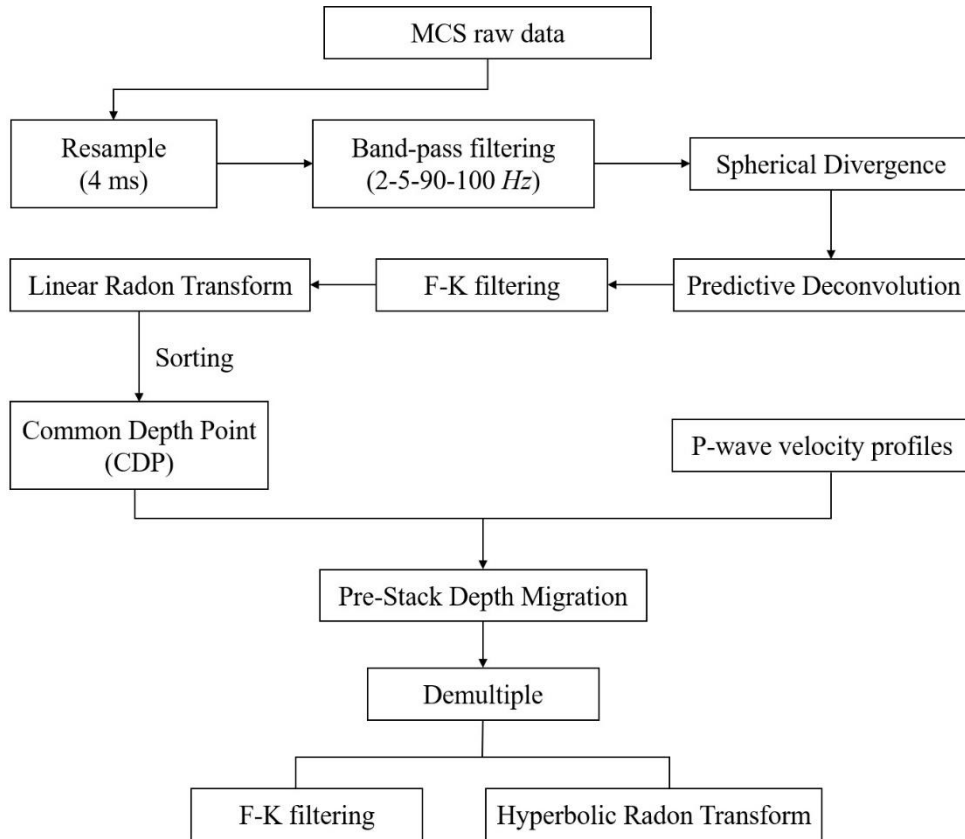 MCS raw data
Resample
(4 ms)
Band-pass filtering
(2-5-90-100 Hz)
Spherical Divergence
Linear Radon Transform
F-K filtering
Predictive Deconvolution
Sorting
Common Depth Point
(CDP)
P-wave velocity profiles
Pre-Stack Depth Migration
Demultiple
F-K filtering
Hyperbolic Radon Transform